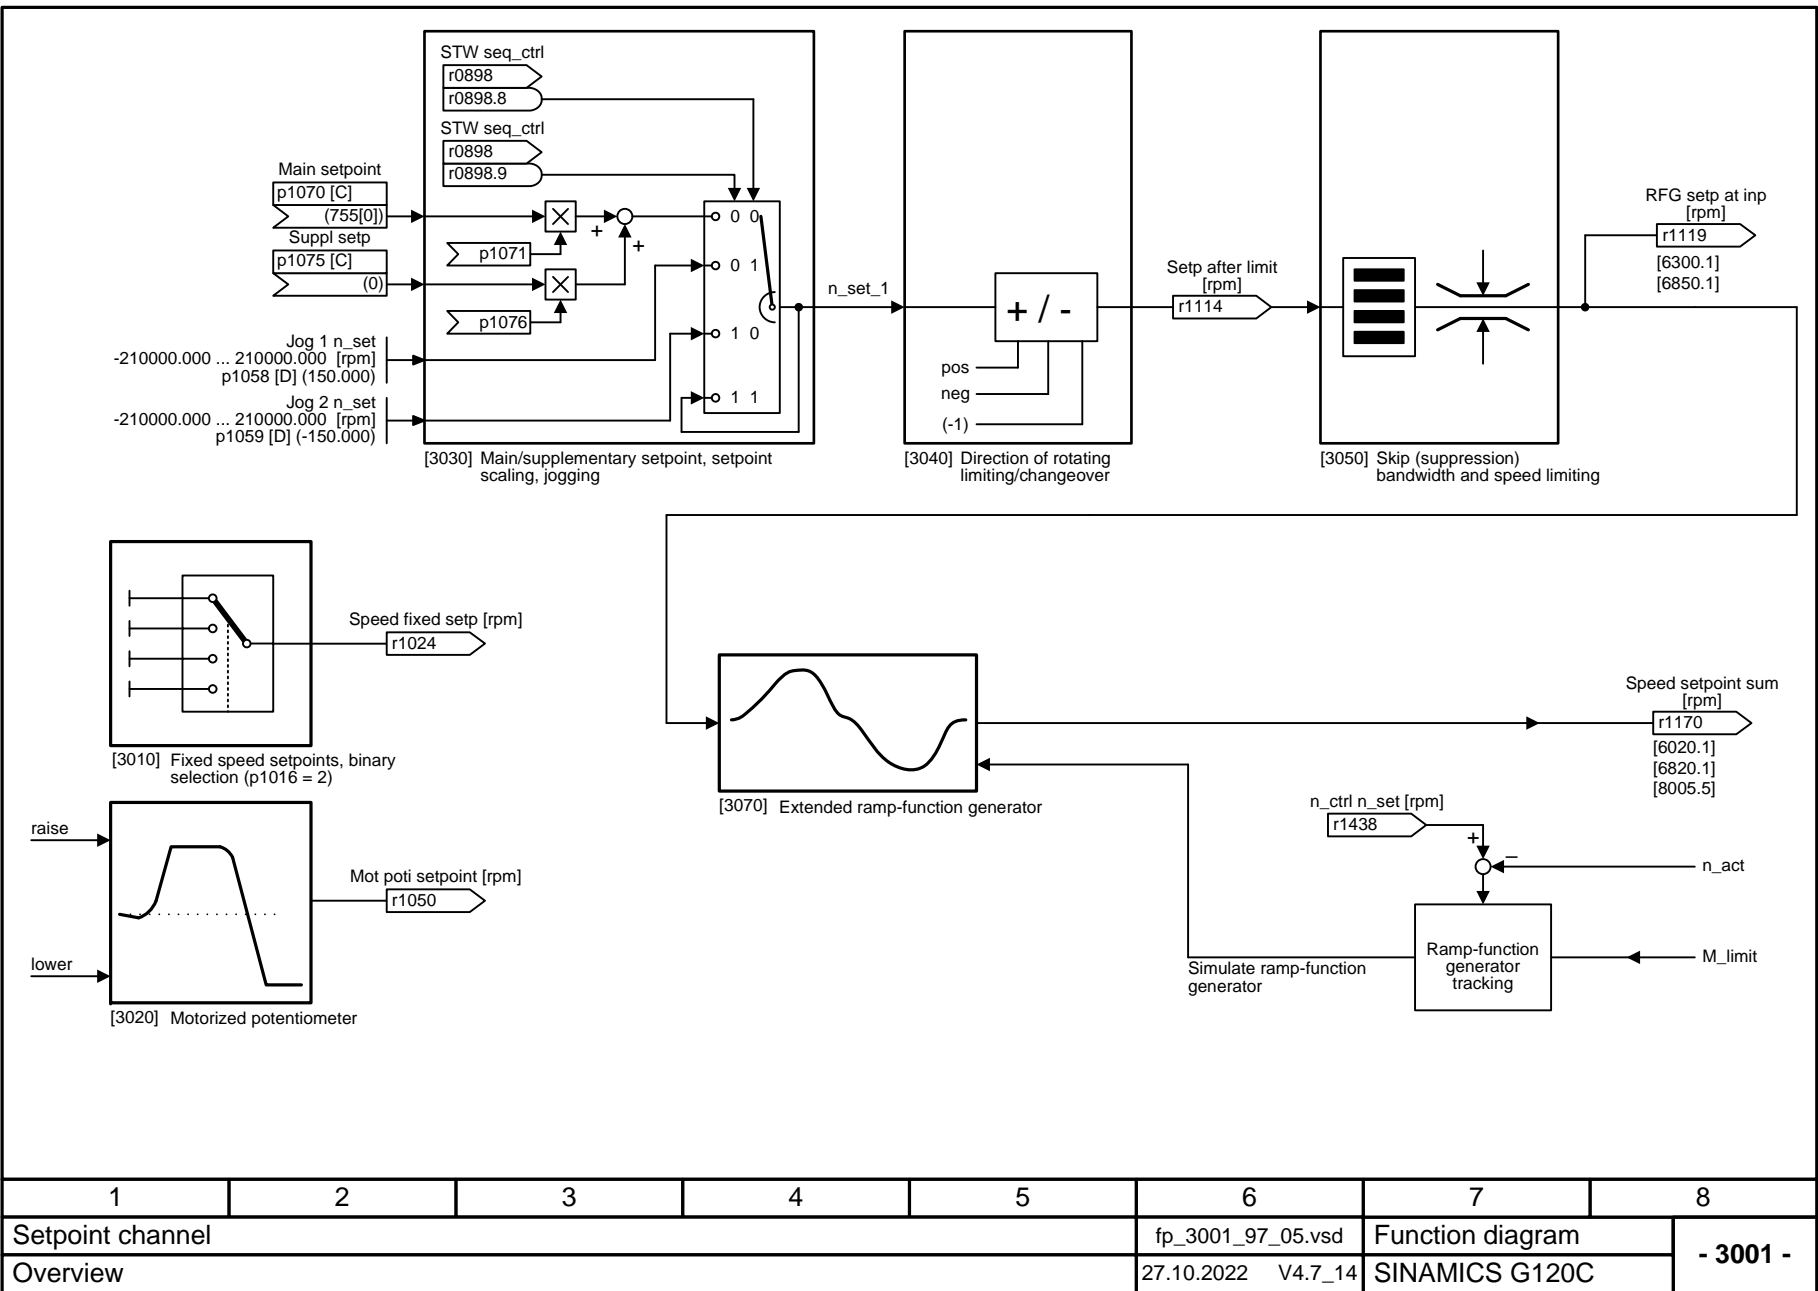 STW seq_ctrl
r0898
r0898.8
STW seq_ctrl
r0898
r0898.9
Main setpoint
p1070 [C]
(755[0])
Suppl setp
p1075 [C]
(0)
p1071
p1076
+
+
0 0
0 1
1 0
1 1
Jog 1 n_set
-210000.000 ... 210000.000 [rpm]
p1058 [D] (150.000)
Jog 2 n_set
-210000.000 ... 210000.000 [rpm]
p1059 [D] (-150.000)
[3030] Main/supplementary setpoint, setpoint
scaling, jogging
n_set_1
+ / -
pos
neg
(-1)
[3040] Direction of rotating
limiting/changeover
Setp after limit
[rpm]
r1114
[3050] Skip (suppression)
bandwidth and speed limiting
RFG setp at inp
[rpm]
r1119
[6300.1]
[6850.1]
Speed fixed setp [rpm]
r1024
[3010] Fixed speed setpoints, binary
selection (p1016 = 2)
raise
lower
Mot poti setpoint [rpm]
r1050
[3020] Motorized potentiometer
[3070] Extended ramp-function generator
Speed setpoint sum
[rpm]
r1170
[6020.1]
[6820.1]
[8005.5]
n_ctrl n_set [rpm]
r1438
+
–
n_act
Ramp-function
generator
tracking
M_limit
Simulate ramp-function
generator
1 2 3 4 5 6 7 8
Setpoint channel
fp_3001_97_05.vsd
Function diagram
- 3001 -
Overview
27.10.2022 V4.7_14
SINAMICS G120C